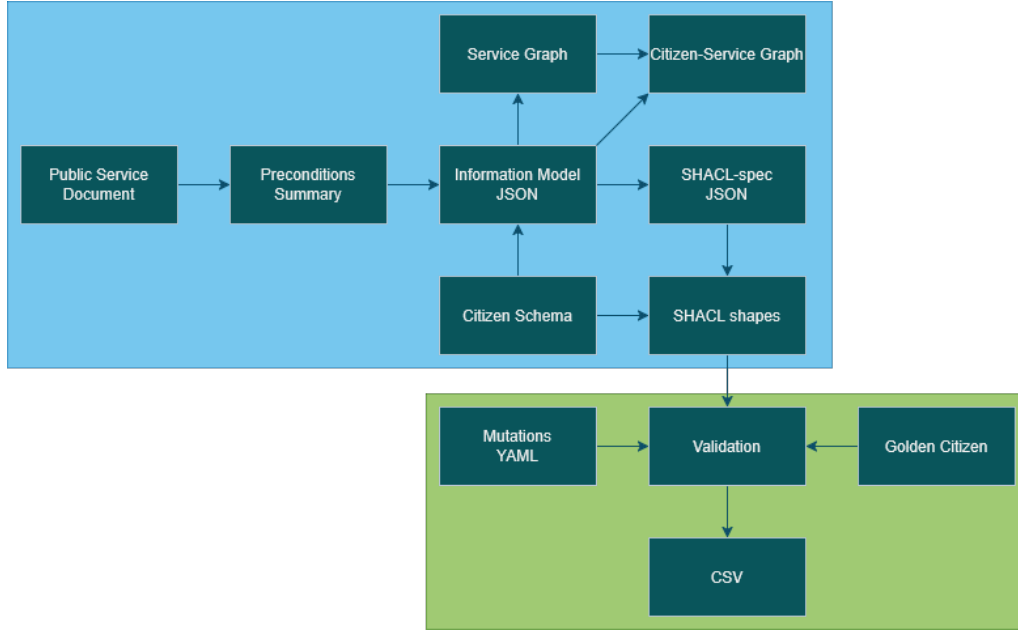 Service Graph
Citizen-Service Graph
Public Service
Document
Preconditions
Summary
Information Model
JSON
SHACL-spec
JSON
Citizen Schema
SHACL shapes
Mutations
YAML
Validation
Golden Citizen
CSV